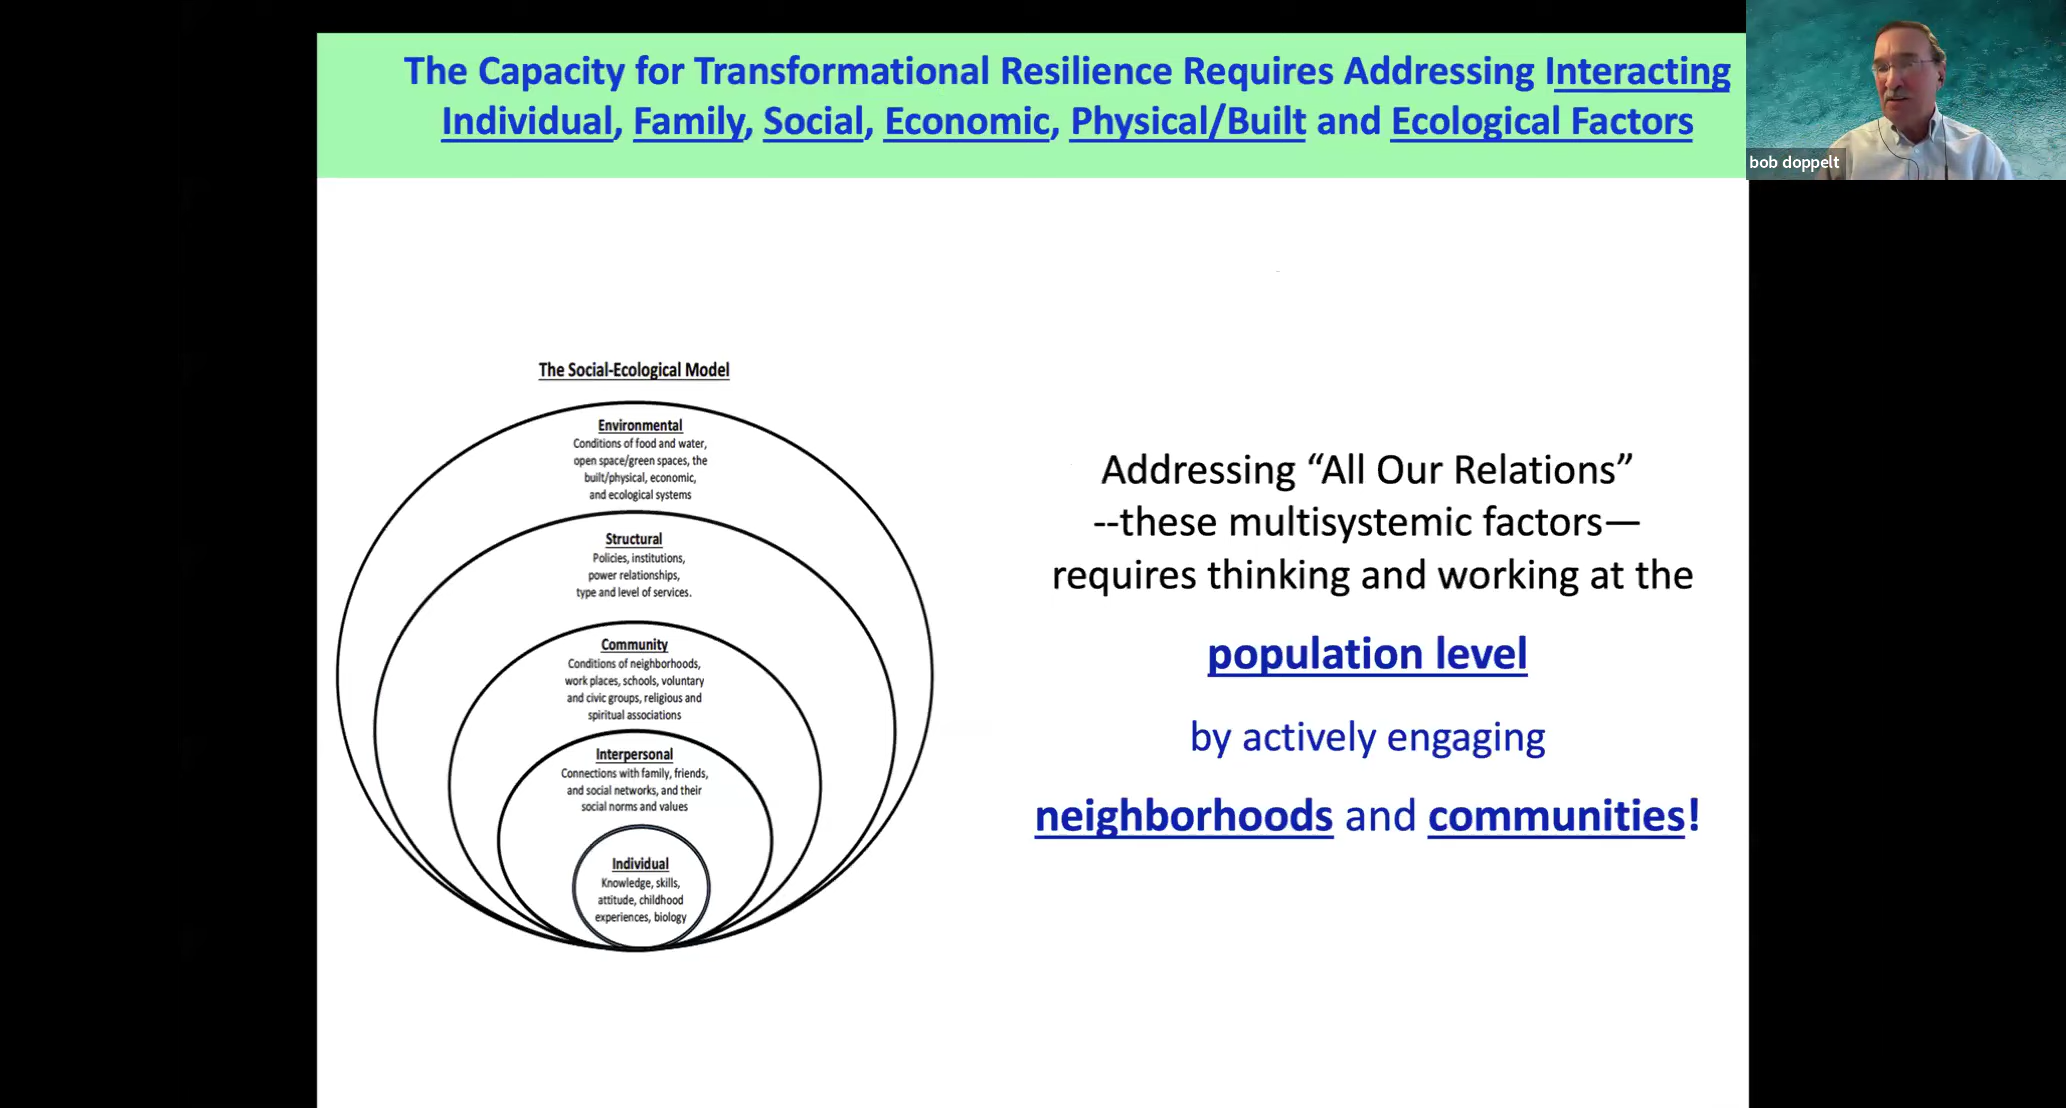 The Capacity for Transformational Resilience Requires Addressing Interacting
Individual, Family, Social, Economic, Physical/Built and Ecological Factors
bob doppelt
The Social-Ecological Model
Environmental
Conditions of food and water,
open space/green spaces, the
built/physical, economic,
and ecological systems
Structural
Policies, institutions,
power relationships,
type and level of services.
Community
Conditions of neighborhoods,
work places, schools, voluntary
and civic groups, religious and
spiritual associations
Interpersonal
Connections with family, friends,
and social networks, and their
social norms and values
Individual
Knowledge, skills,
attitude, childhood
experiences, biology
Addressing “All Our Relations”
--these multisystemic factors—
requires thinking and working at the
population level
by actively engaging
neighborhoods and communities!